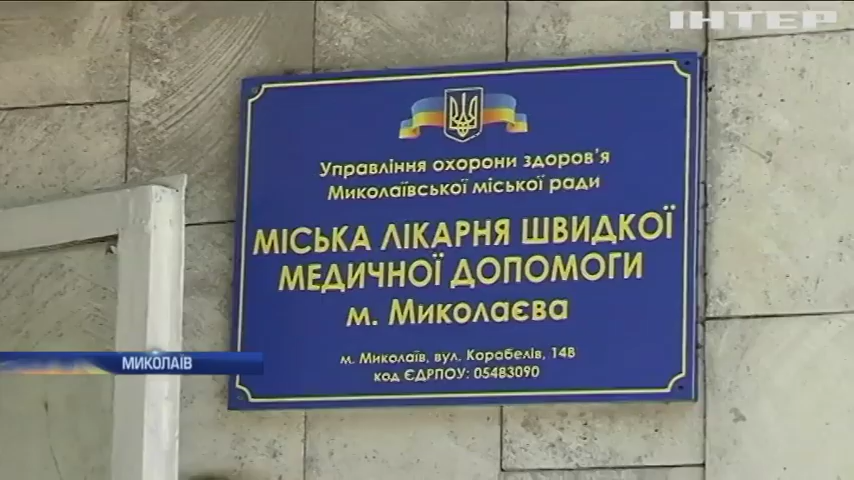 ІНТЕР
Управління охорони здоров'я
Миколаївської міської ради
МІСЬКА ЛІКАРНЯ ШВИДКОЇ
МЕДИЧНОЇ ДОПОМОГИ
м. Миколаєва
м. Миколаїв, вул. Корабелів, 14В
код ЄДРПОУ: 05483090
МИКОЛАЇВ